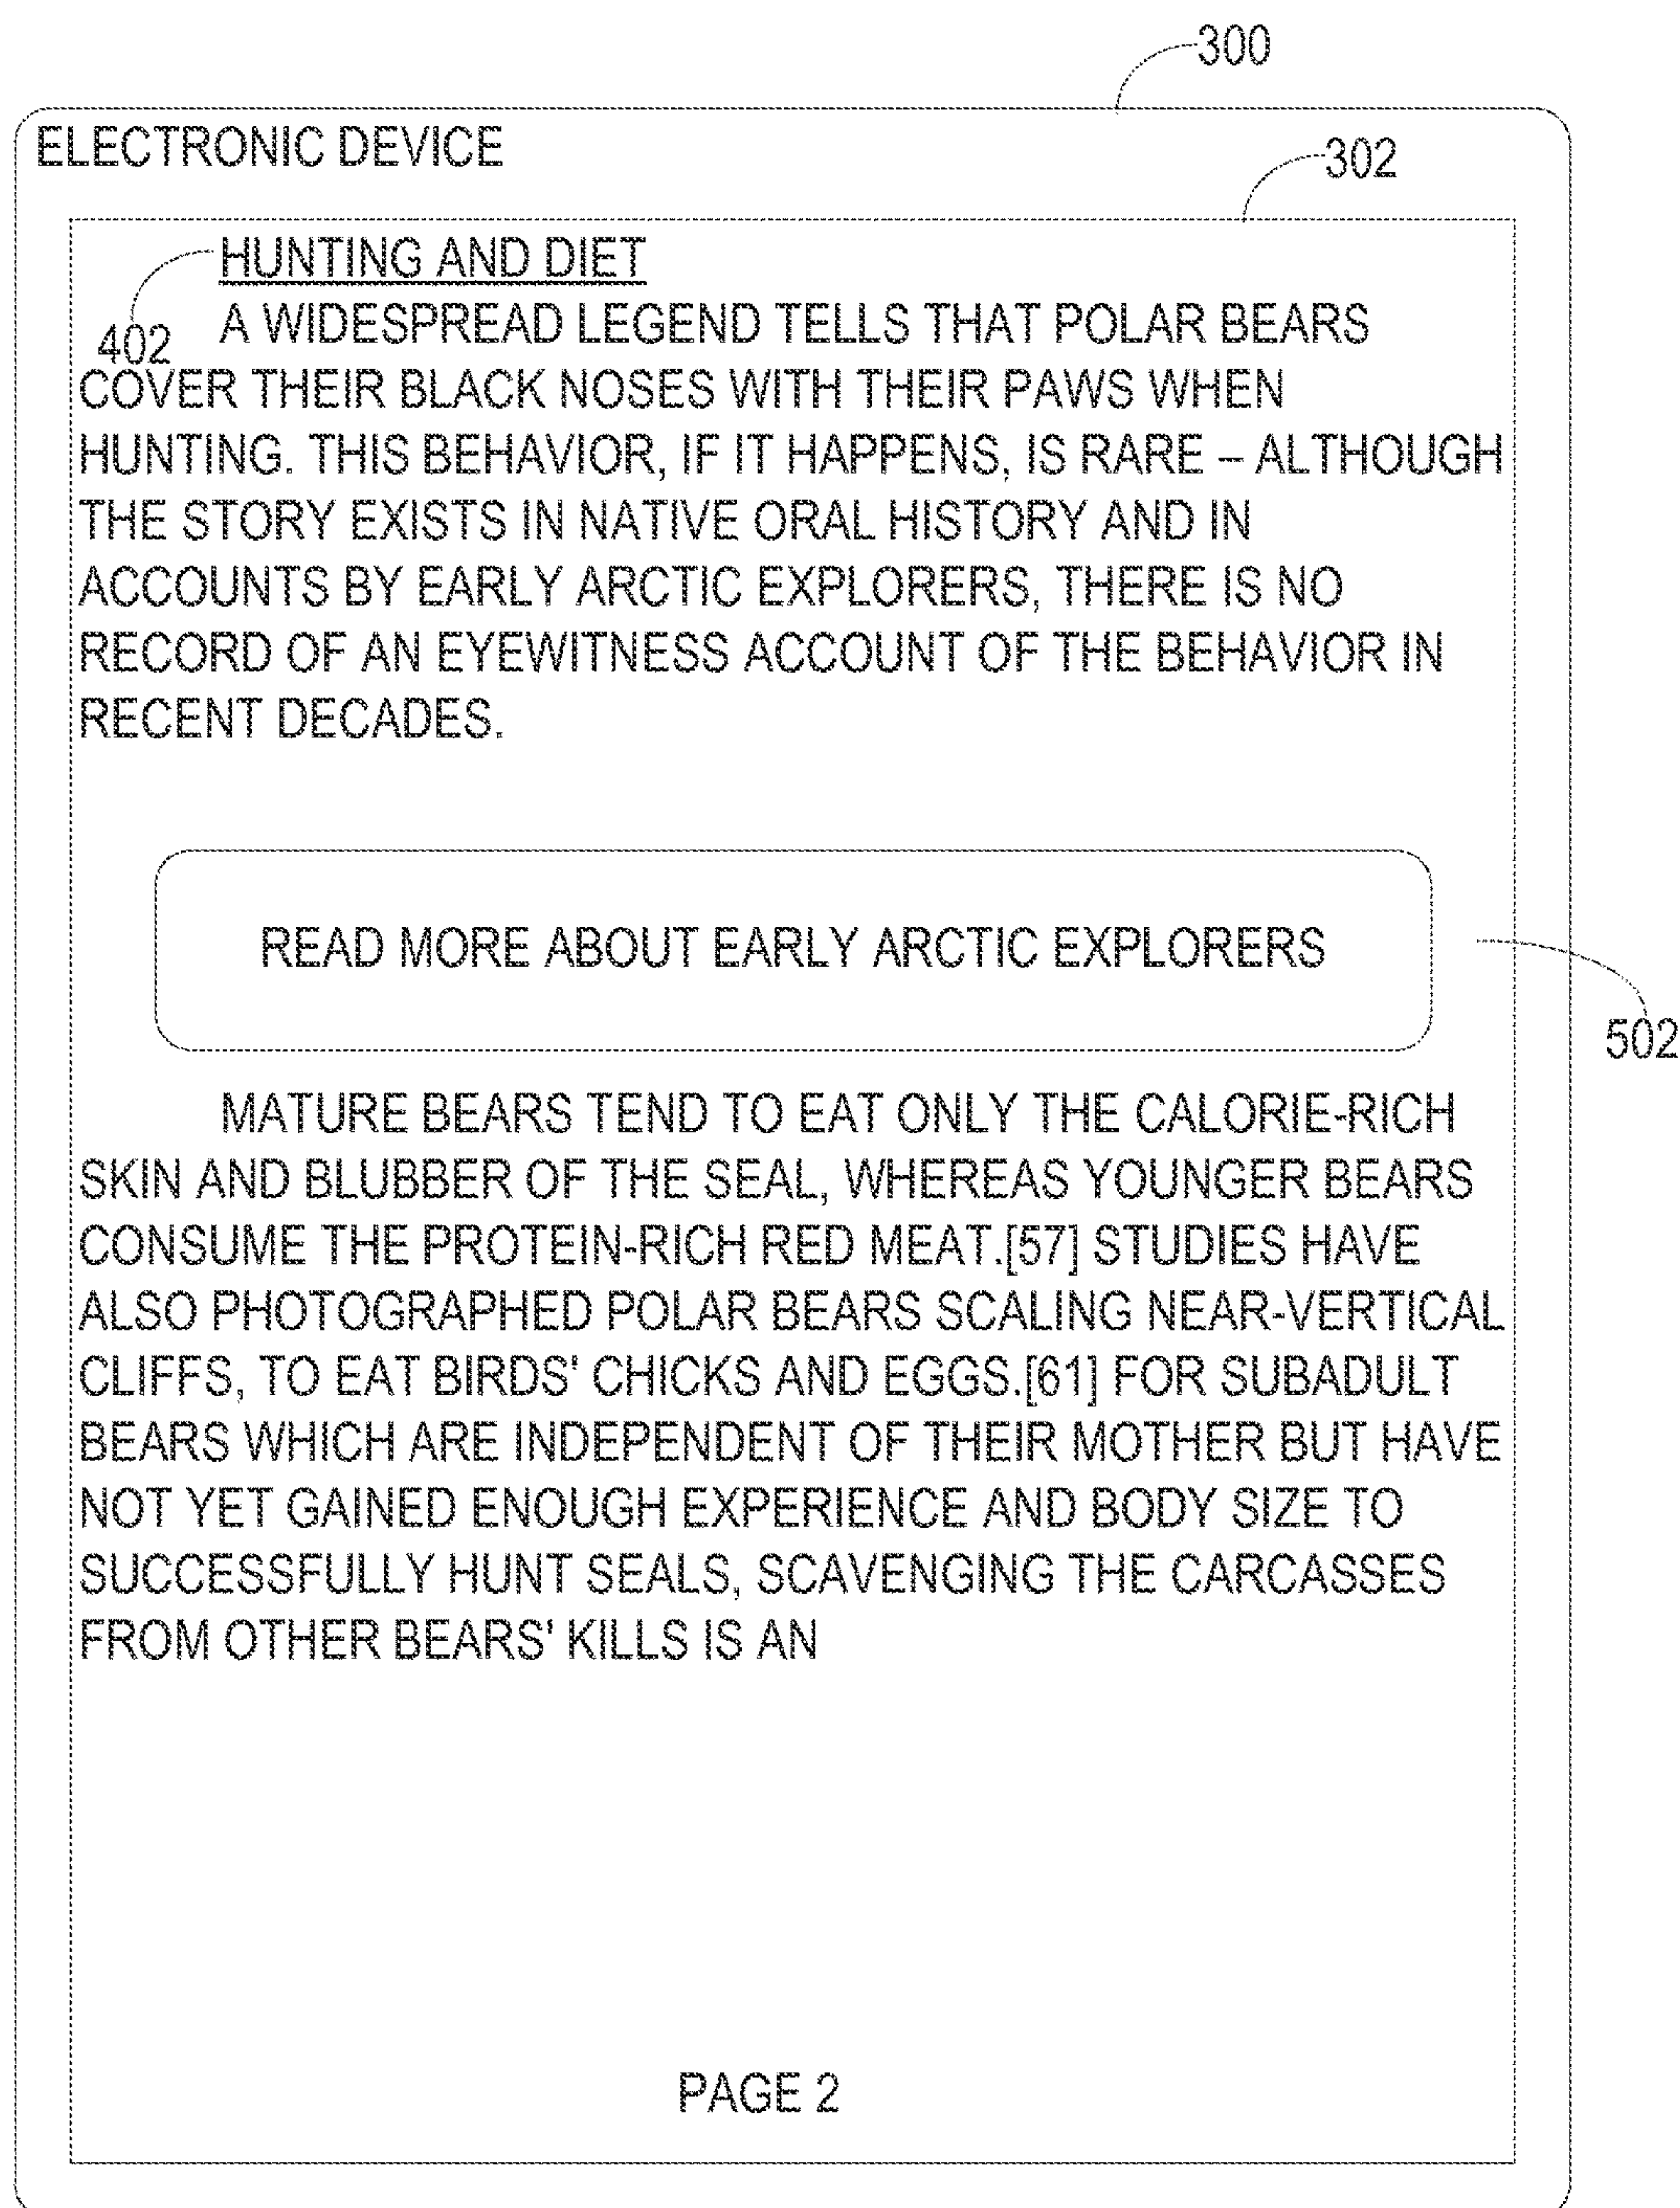 300
ELECTRONIC DEVICE
302
HUNTING AND DIET
402
A WIDESPREAD LEGEND TELLS THAT POLAR BEARS
COVER THEIR BLACK NOSES WITH THEIR PAWS WHEN
HUNTING. THIS BEHAVIOR, IF IT HAPPENS, IS RARE – ALTHOUGH
THE STORY EXISTS IN NATIVE ORAL HISTORY AND IN
ACCOUNTS BY EARLY ARCTIC EXPLORERS, THERE IS NO
RECORD OF AN EYEWITNESS ACCOUNT OF THE BEHAVIOR IN
RECENT DECADES.
READ MORE ABOUT EARLY ARCTIC EXPLORERS
502
MATURE BEARS TEND TO EAT ONLY THE CALORIE-RICH
SKIN AND BLUBBER OF THE SEAL, WHEREAS YOUNGER BEARS
CONSUME THE PROTEIN-RICH RED MEAT.[57] STUDIES HAVE
ALSO PHOTOGRAPHED POLAR BEARS SCALING NEAR-VERTICAL
CLIFFS, TO EAT BIRDS' CHICKS AND EGGS.[61] FOR SUBADULT
BEARS WHICH ARE INDEPENDENT OF THEIR MOTHER BUT HAVE
NOT YET GAINED ENOUGH EXPERIENCE AND BODY SIZE TO
SUCCESSFULLY HUNT SEALS, SCAVENGING THE CARCASSES
FROM OTHER BEARS' KILLS IS AN
PAGE 2